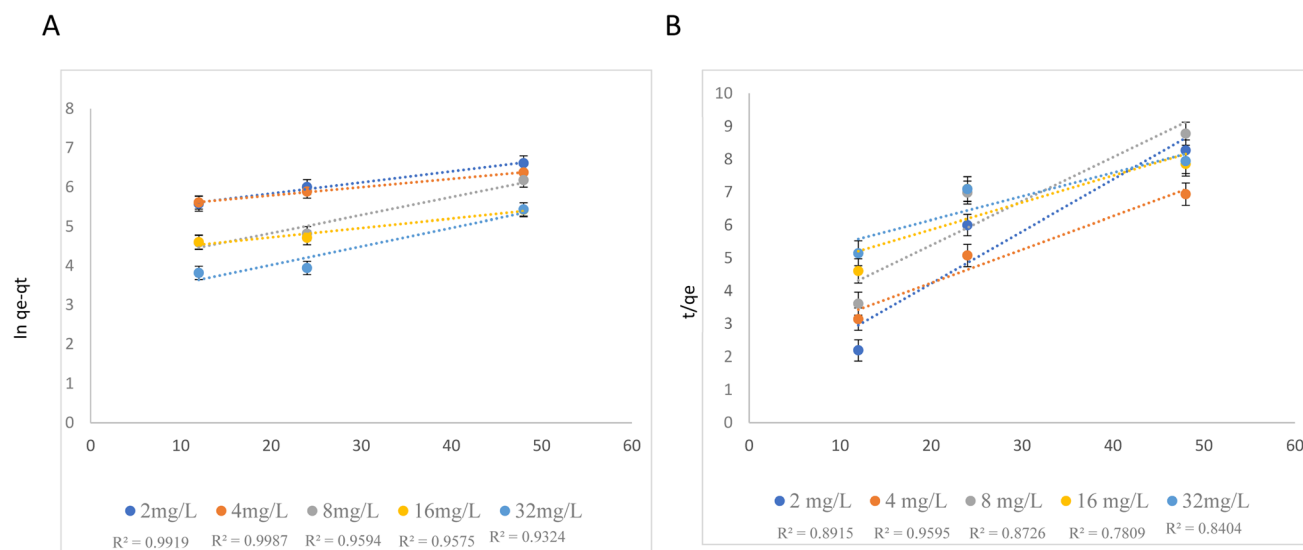 A
8
7
6
5
4
3
2
1
0
0 10 20 30 40 50 60
ln qe-qt
2mg/L 4mg/L 8mg/L 16mg/L 32mg/L
R² = 0.9919 R² = 0.9987 R² = 0.9594 R² = 0.9575 R² = 0.9324
B
10
9
8
7
6
5
4
3
2
1
0
0 10 20 30 40 50 60
t/qe
2 mg/L 4 mg/L 8 mg/L 16 mg/L 32mg/L
R² = 0.8915 R² = 0.9595 R² = 0.8726 R² = 0.7809 R² = 0.8404